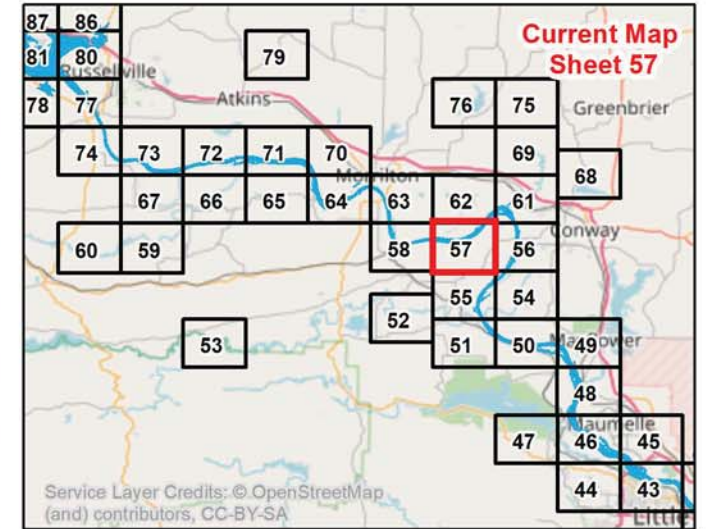 87 86
Current Map
Sheet 57
81 80 79
Russellville
78 77 Atkins 76 75 Greenbrier
74 73 72 71 70 69
Morrilton 68
67 66 65 64 63 62 61
Conway
60 59 58 57 56
55 54
52
53 51 50 49
48
Maumelle
47 46 45
Service Layer Credits: © OpenStreetMap
(and) contributors, CC-BY-SA
44 43
Little